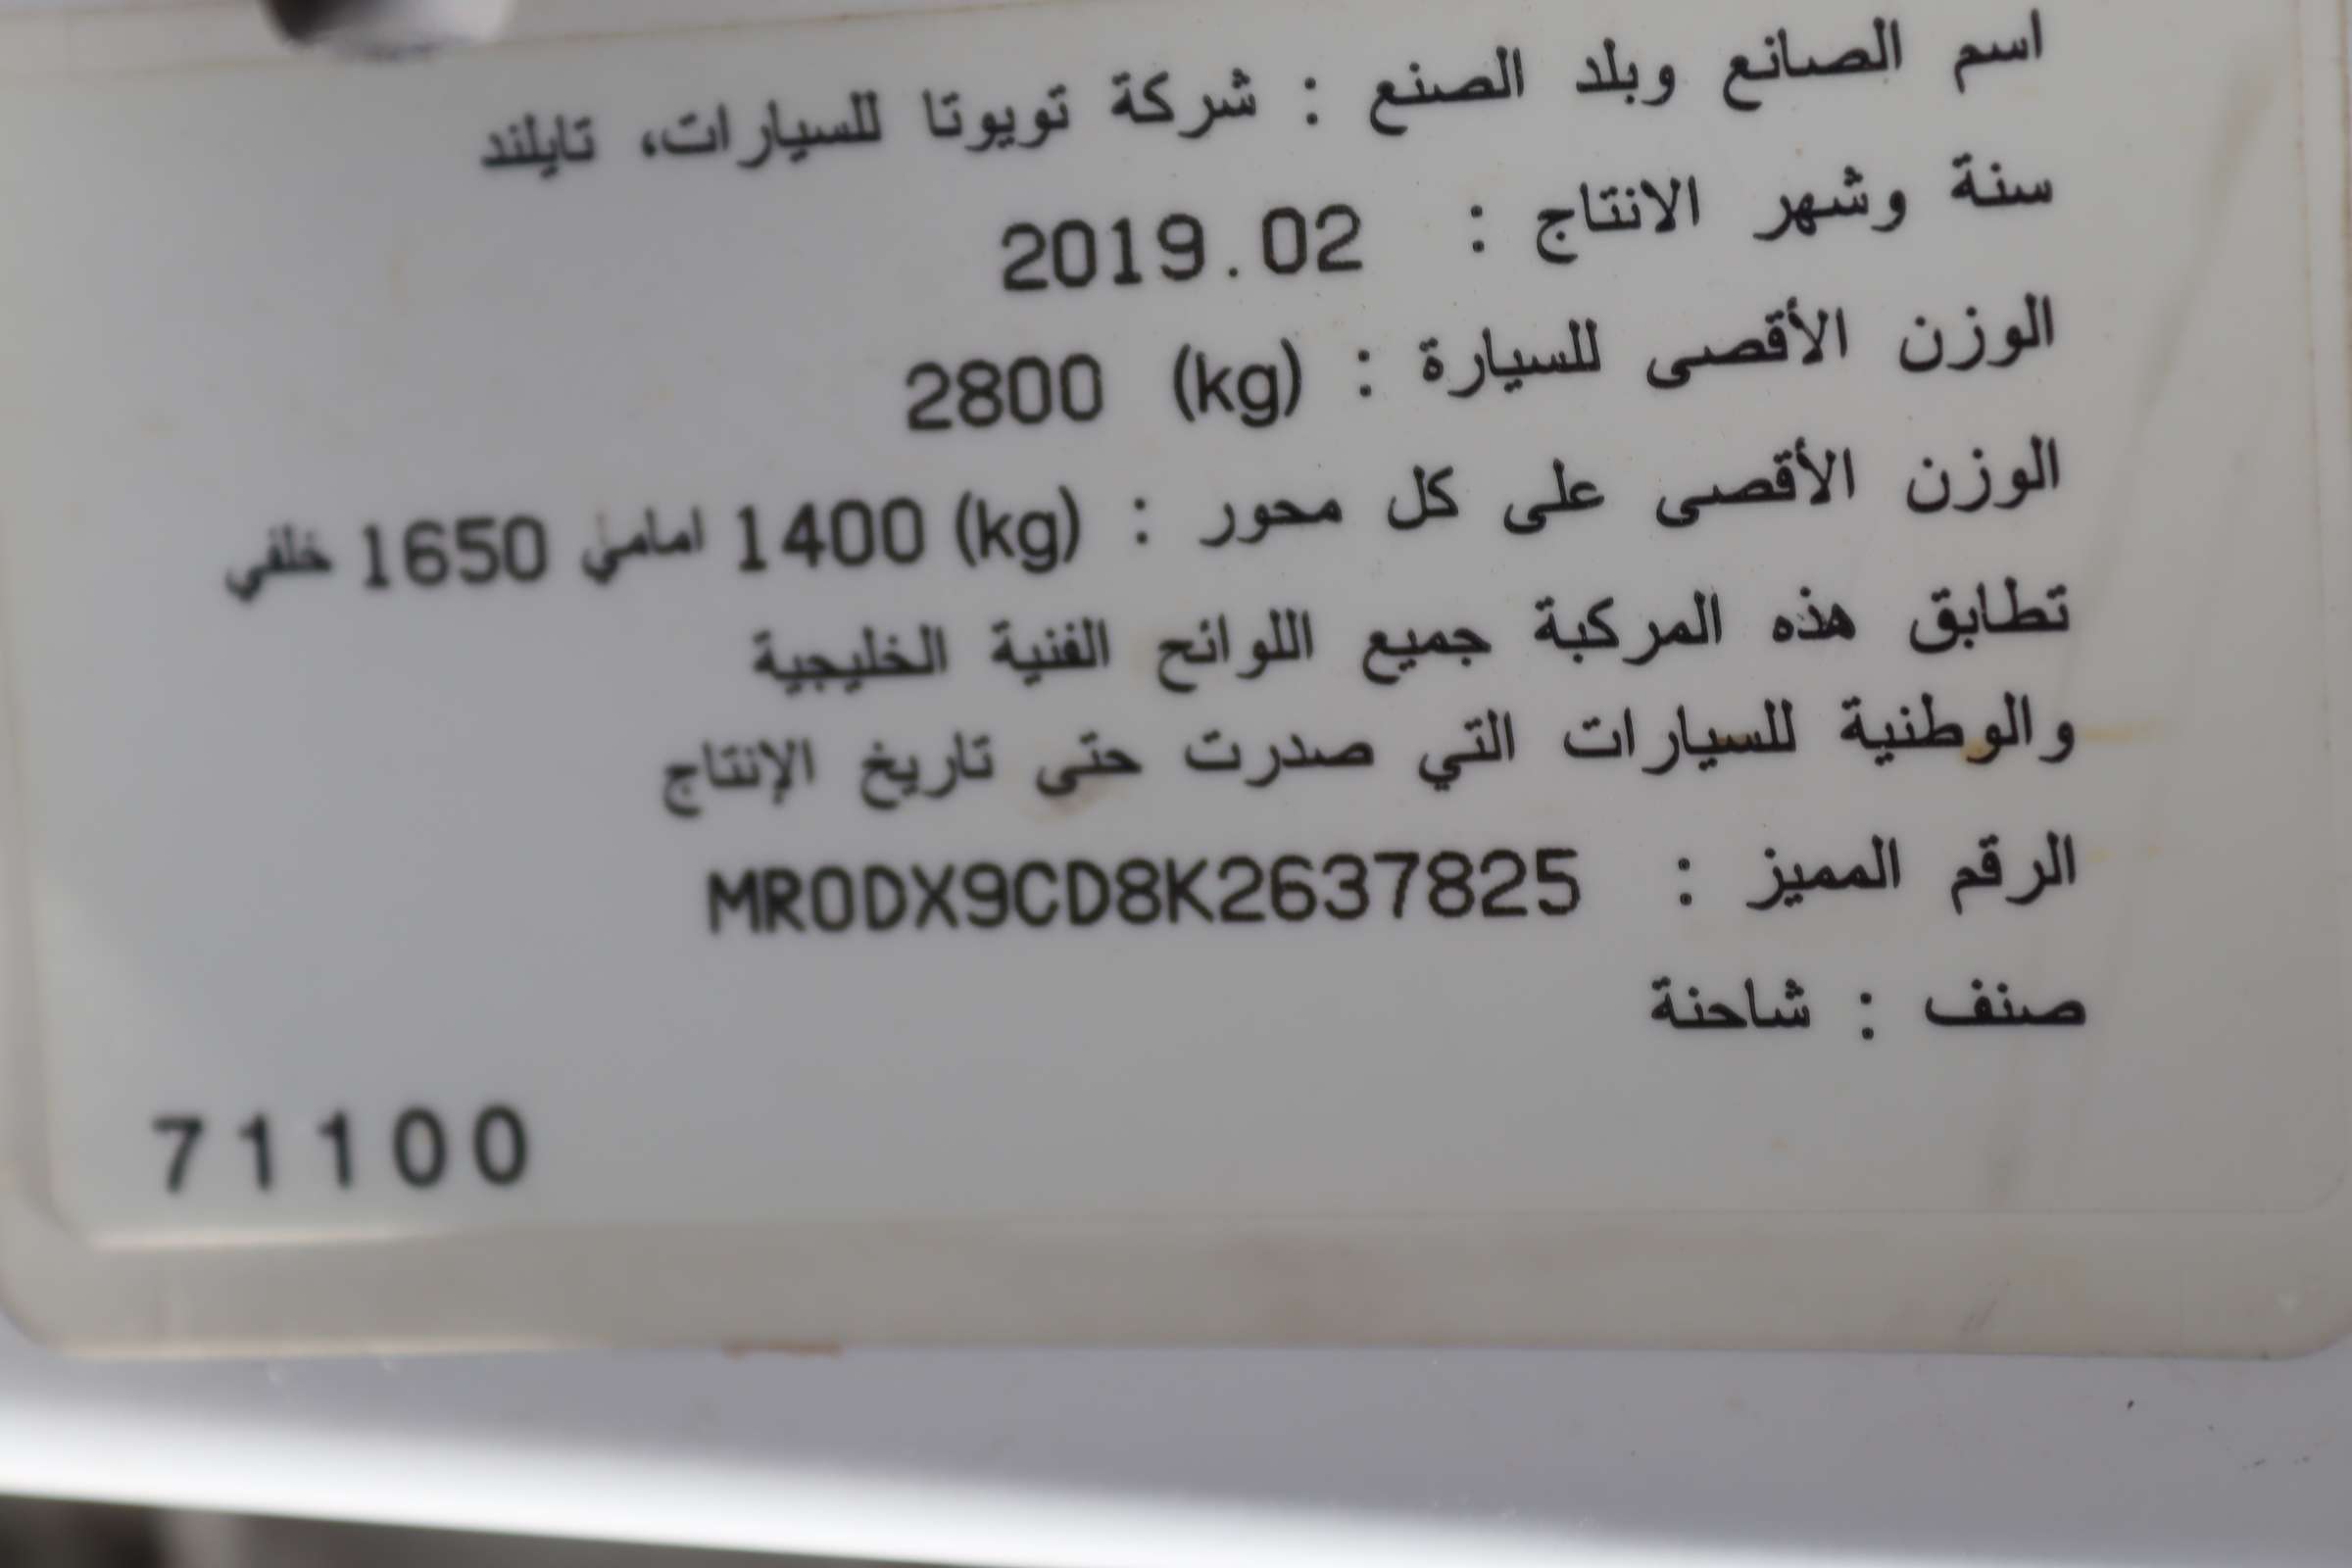 اسم الصانع وبلد الصنع : شركة تويوتا للسيارات، تايلند
سنة وشهر الانتاج : 2019.02
الوزن الأقصى للسيارة : (kg) 2800
الوزن الأقصى على كل محور : (kg) 1400 امامي 1650 خلفي
تطابق هذه المركبة جميع اللوائح الفنية الخليجية
والوطنية للسيارات التي صدرت حتى تاريخ الإنتاج
الرقم المميز : MR0DX9CD8K2637825
صنف : شاحنة
71100